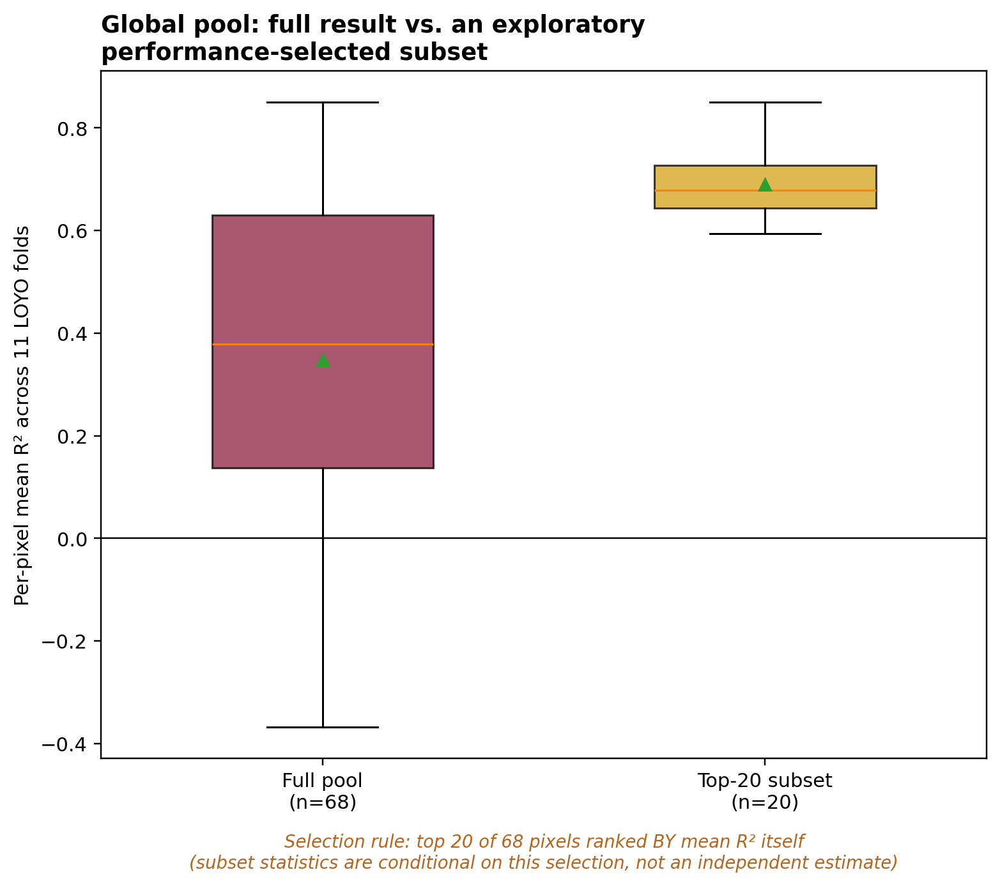 Global pool: full result vs. an exploratory
performance-selected subset
Per-pixel mean R² across 11 LOYO folds
0.8
0.6
0.4
0.2
0.0
−0.2
−0.4
Full pool
(n=68)
Top-20 subset
(n=20)
Selection rule: top 20 of 68 pixels ranked BY mean R² itself
(subset statistics are conditional on this selection, not an independent estimate)